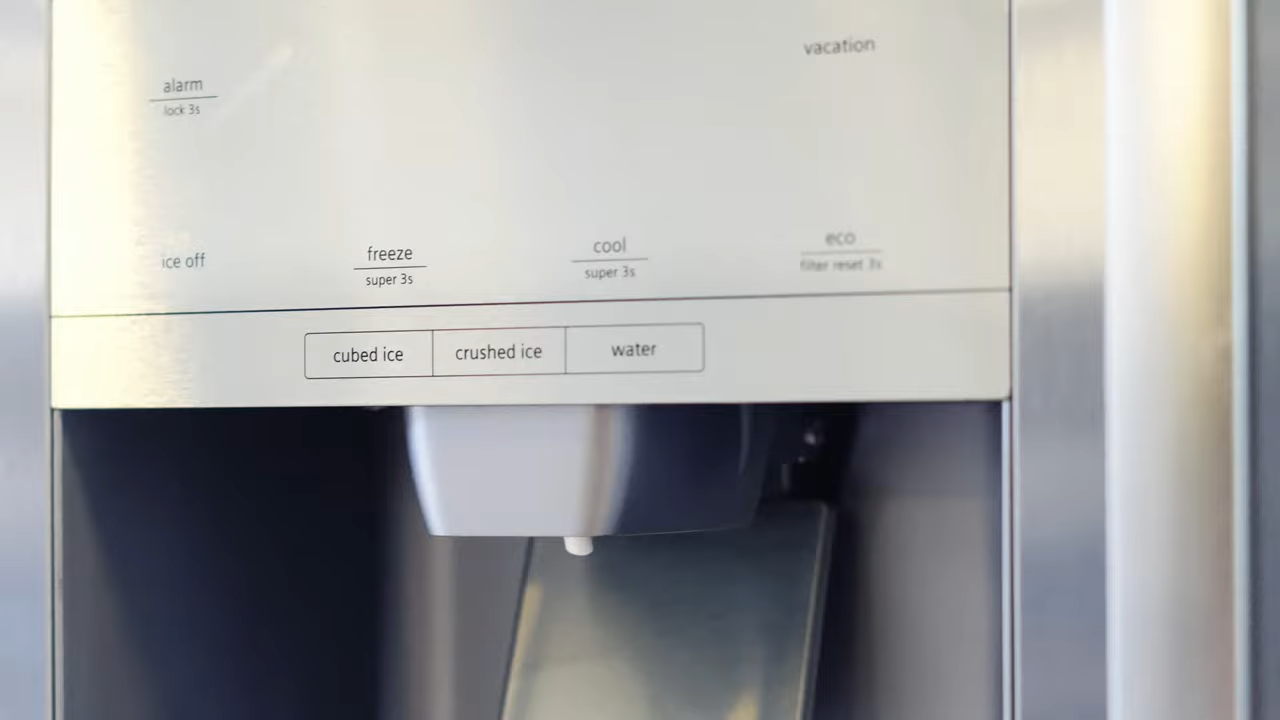 vacation
alarm
lock 3s
ice off
freeze
super 3s
cool
super 3s
eco
filter reset 3s
cubed ice
crushed ice
water